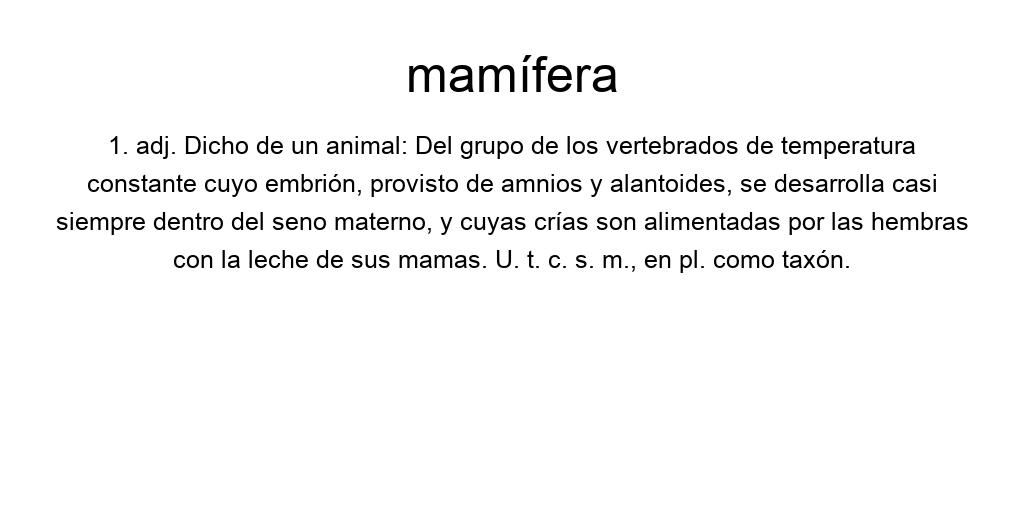 mamífera
1. adj. Dicho de un animal: Del grupo de los vertebrados de temperatura
constante cuyo embrión, provisto de amnios y alantoides, se desarrolla casi
siempre dentro del seno materno, y cuyas crías son alimentadas por las hembras
con la leche de sus mamas. U. t. c. s. m., en pl. como taxón.